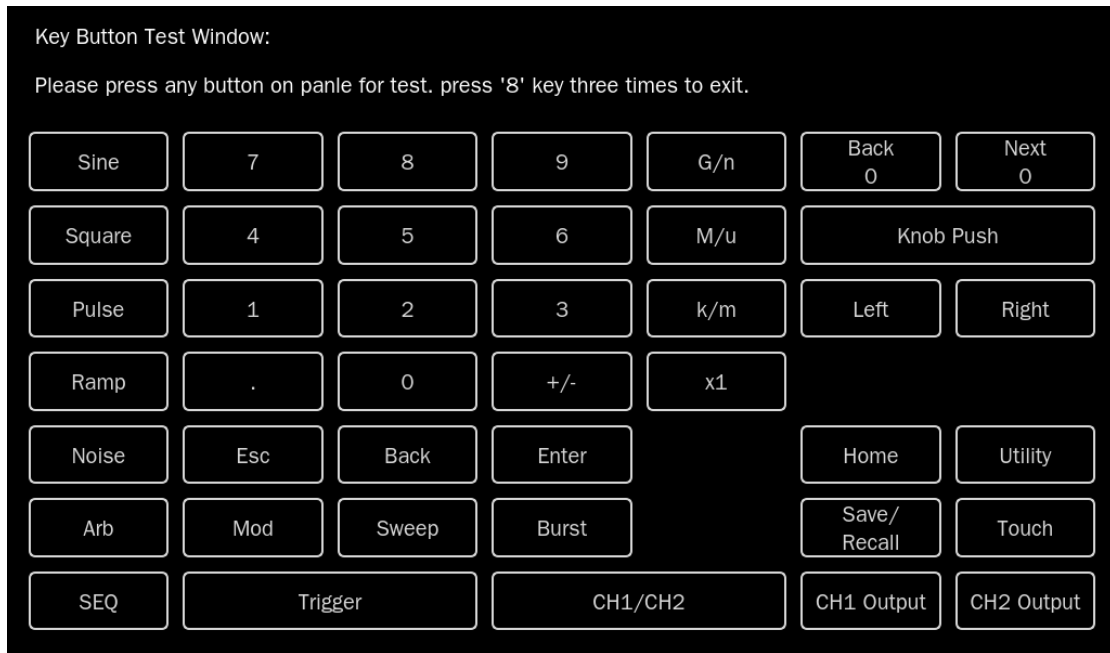 Key Button Test Window:
Please press any button on panle for test. press '8' key three times to exit.
Sine
7
8
9
G/n
Back
0
Next
0
Square
4
5
6
M/u
Knob Push
Pulse
1
2
3
k/m
Left
Right
Ramp
.
0
+/-
x1
Noise
Esc
Back
Enter
Home
Utility
Arb
Mod
Sweep
Burst
Save/
Recall
Touch
SEQ
Trigger
CH1/CH2
CH1 Output
CH2 Output